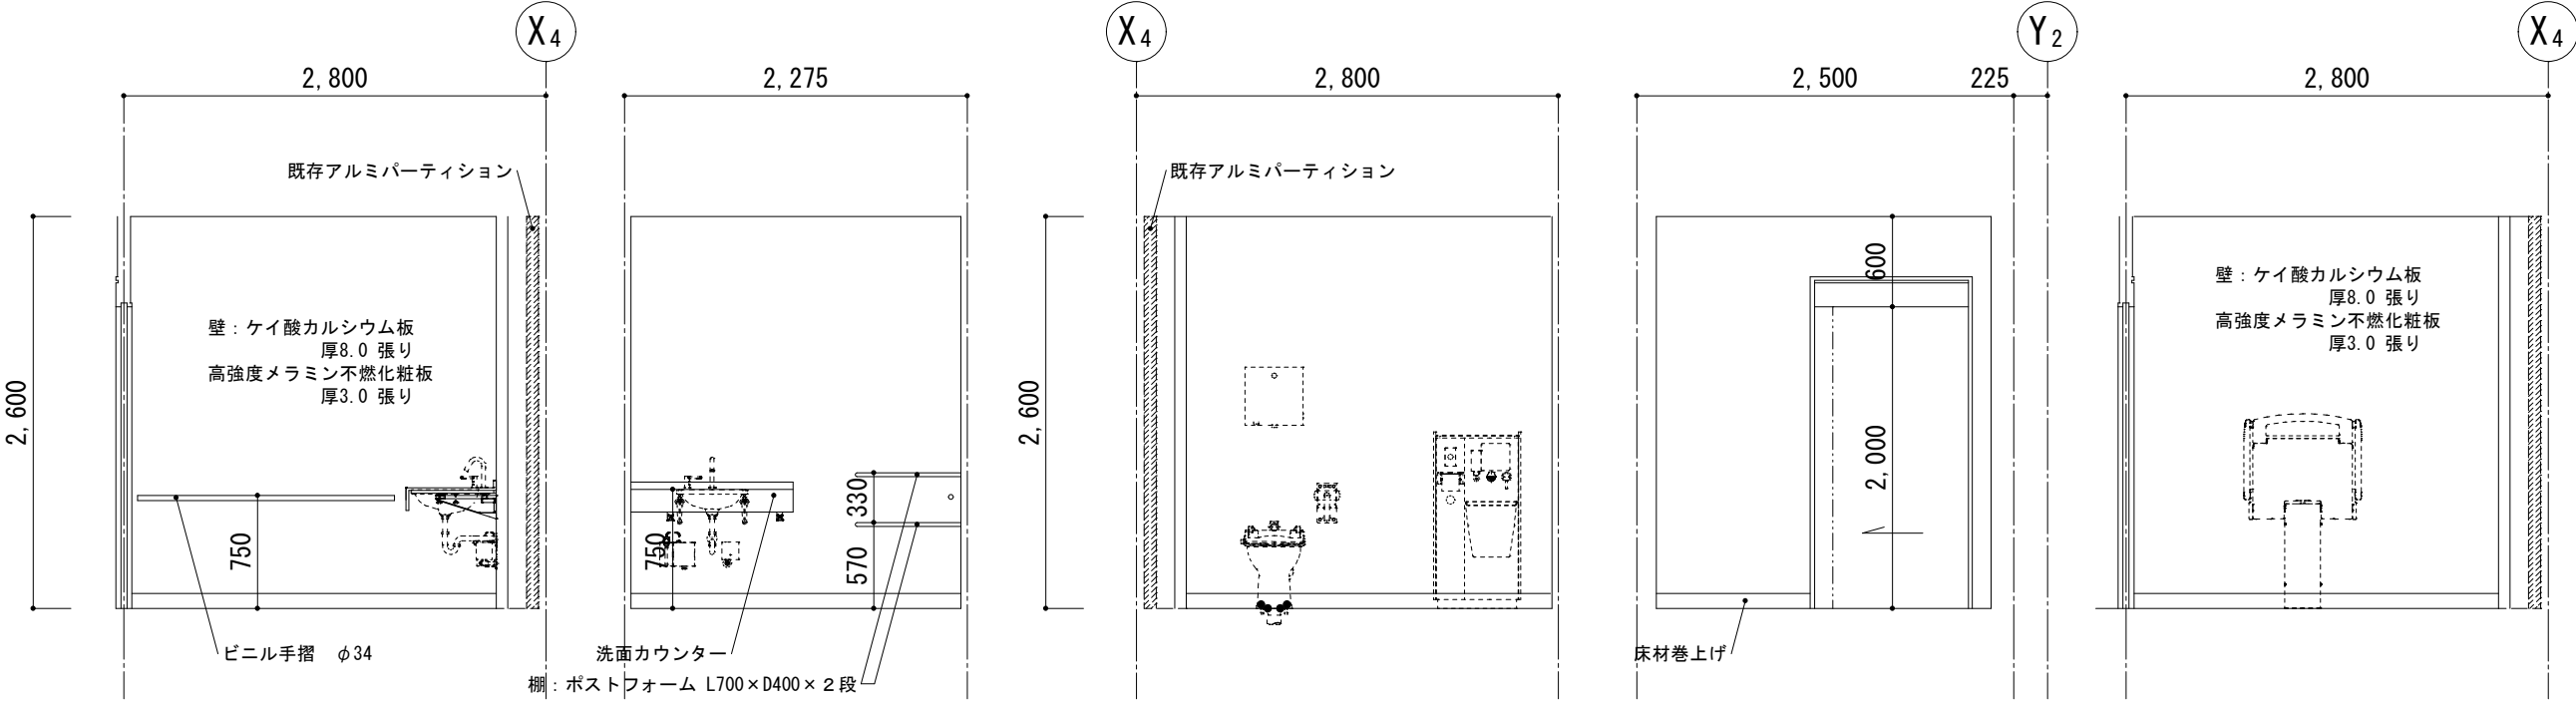 X4
X4
Y2
X4
2,800
2,275
2,800
2,500
225
2,800
既存アルミパーティション
既存アルミパーティション
2,600
壁：ケイ酸カルシウム板
厚8.0 張り
高強度メラミン不燃化粧板
厚3.0 張り
750
ビニル手摺　φ34
750
330
570
洗面カウンター
棚：ポストフォーム L700×D400×２段
2,600
600
2,000
床材巻上げ
壁：ケイ酸カルシウム板
厚8.0 張り
高強度メラミン不燃化粧板
厚3.0 張り